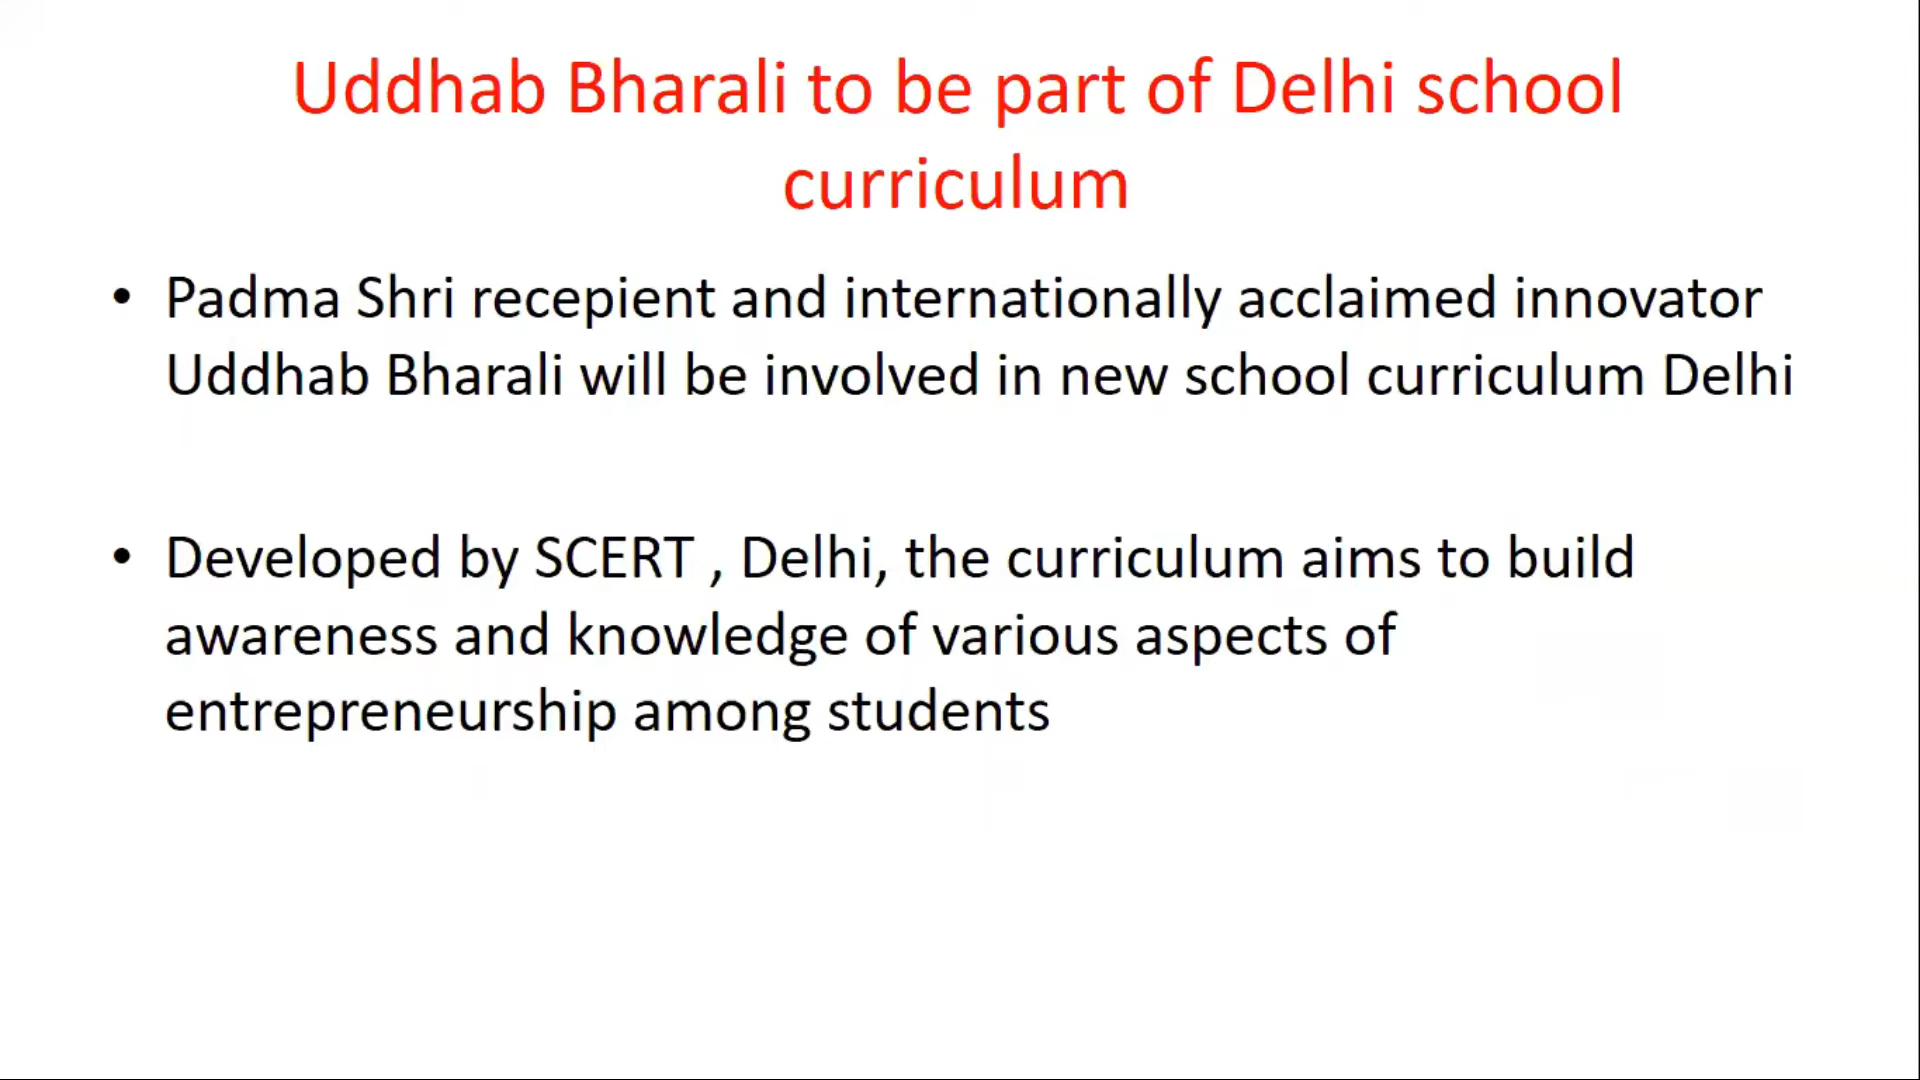 Uddhab Bharali to be part of Delhi school
curriculum
• Padma Shri recepient and internationally acclaimed innovator
Uddhab Bharali will be involved in new school curriculum Delhi
• Developed by SCERT , Delhi, the curriculum aims to build
awareness and knowledge of various aspects of
entrepreneurship among students